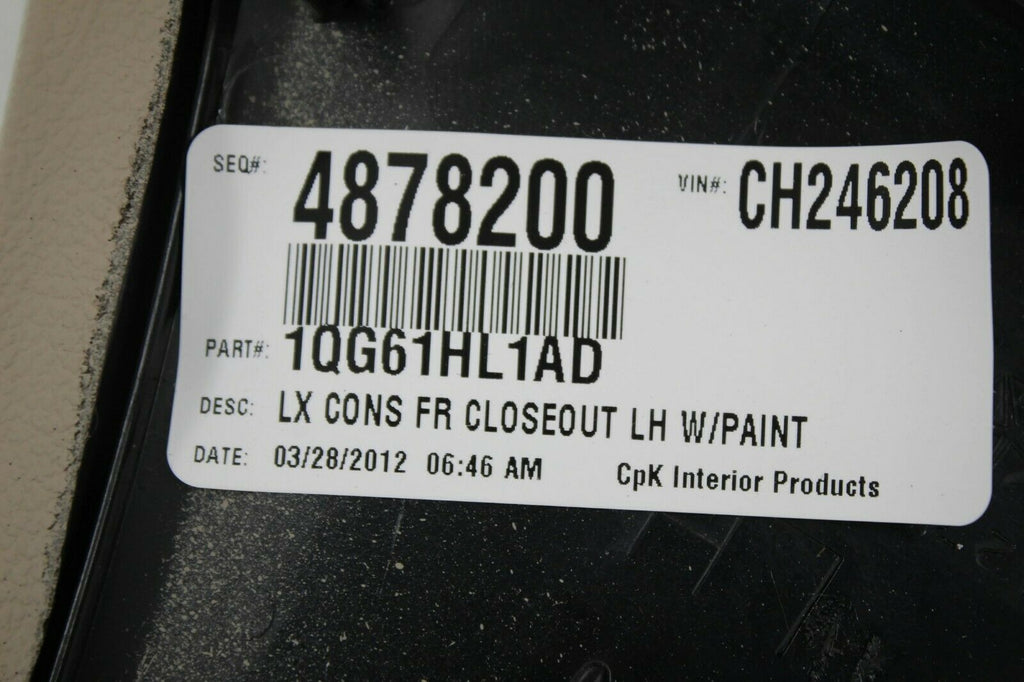 SEQ#: 4878200 VIN#: CH246208
PART#: 1QG61HL1AD
DESC: LX CONS FR CLOSEOUT LH W/PAINT
DATE: 03/28/2012 06:46 AM CpK Interior Products